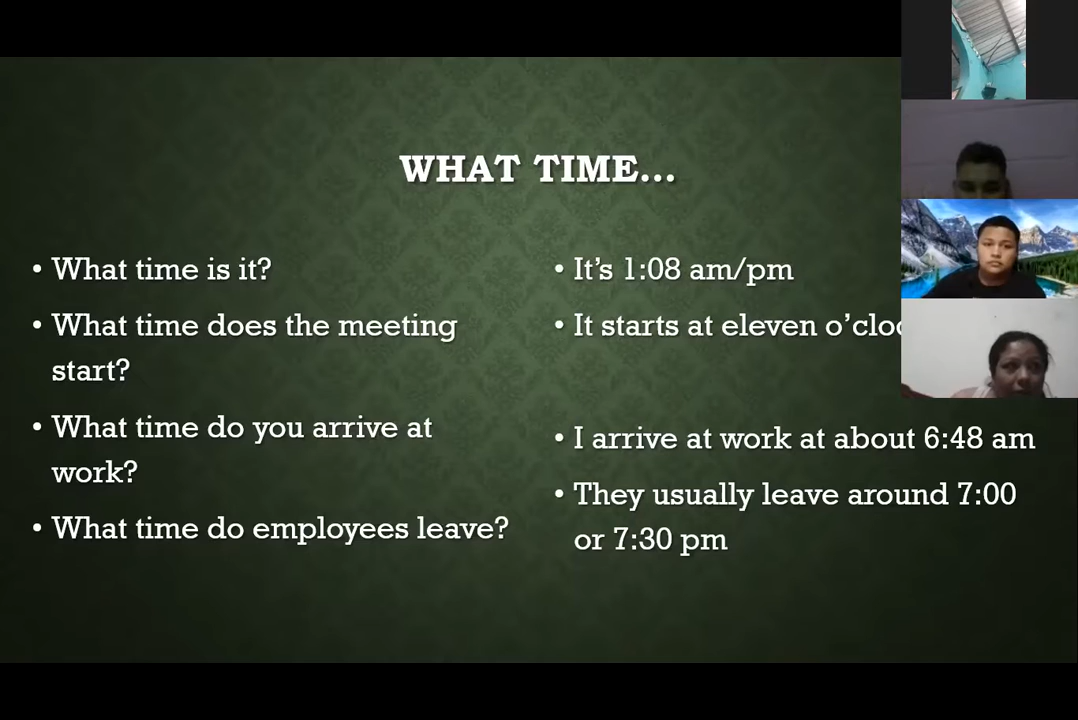 WHAT TIME...
• What time is it?
• What time does the meeting
start?
• What time do you arrive at
work?
• What time do employees leave?
• It's 1:08 am/pm
• It starts at eleven
• I arrive at work at about 6:48 am
• They usually leave around 7:00
or 7:30 pm